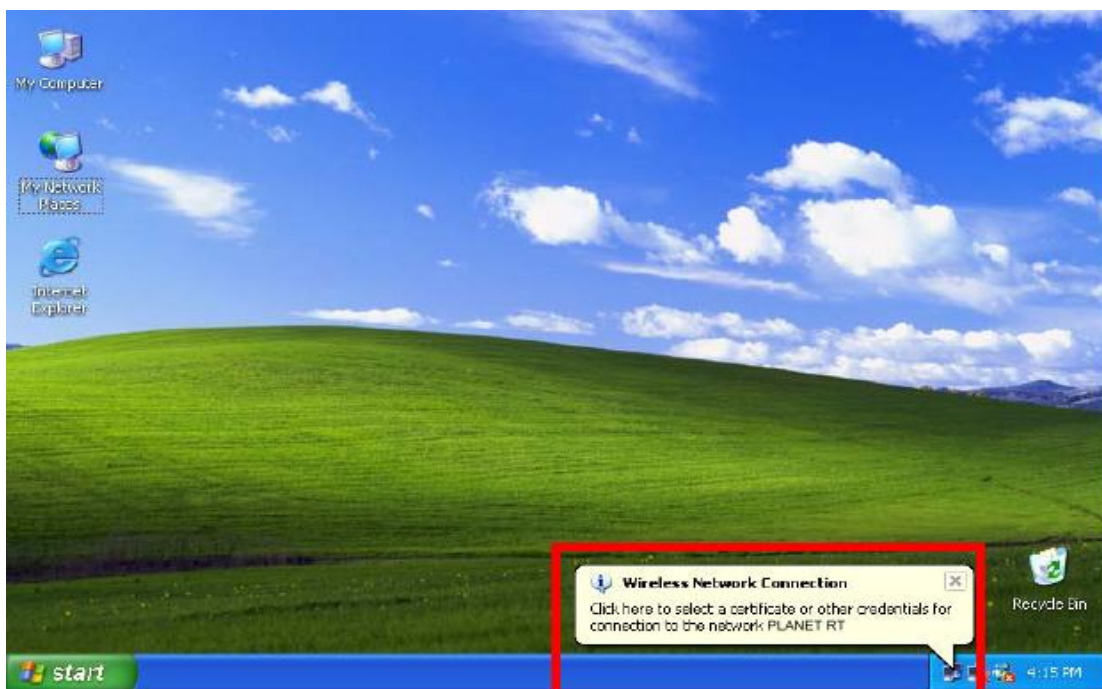 My Computer
My Network
Places
Internet
Explorer
Wireless Network Connection
Click here to select a certificate or other credentials for
connection to the network PLANET RT
Recycle Bin
start
4:15 PM